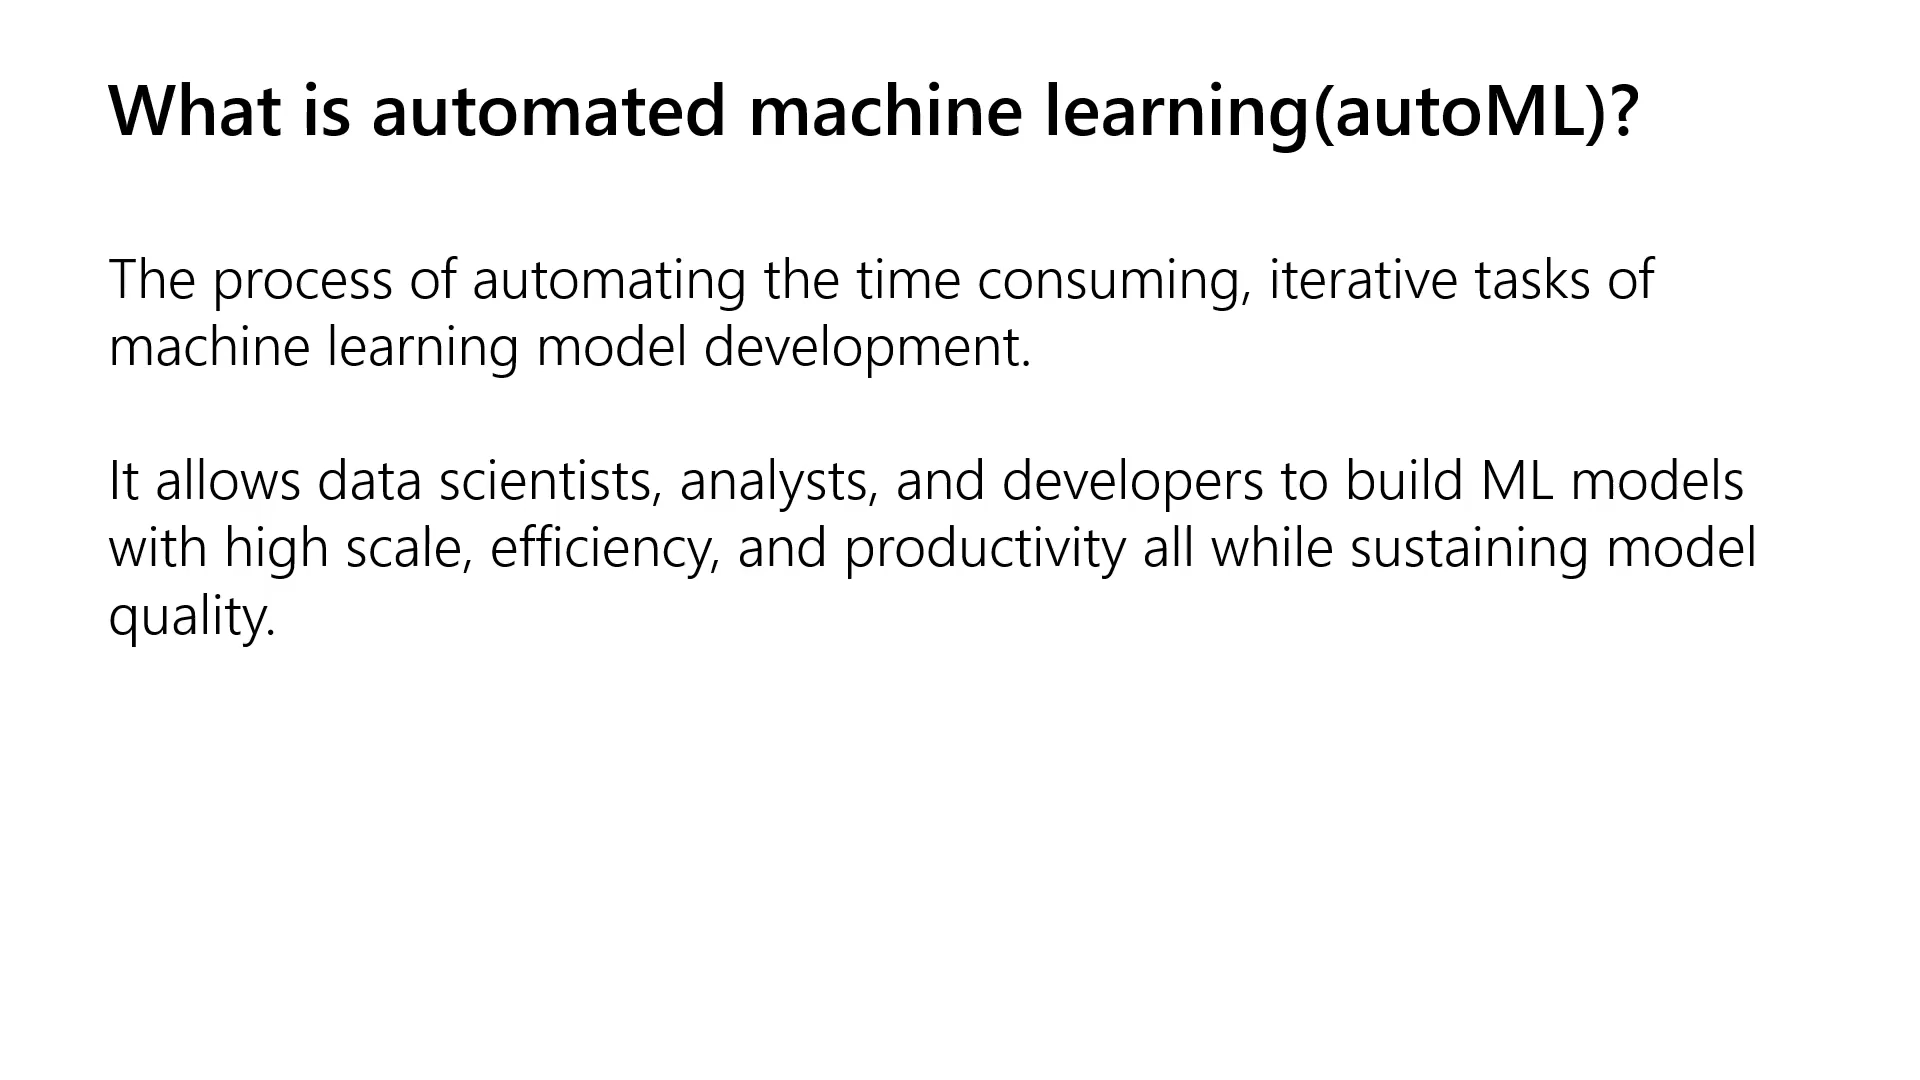 What is automated machine learning(autoML)?
The process of automating the time consuming, iterative tasks of
machine learning model development.
It allows data scientists, analysts, and developers to build ML models
with high scale, efficiency, and productivity all while sustaining model
quality.